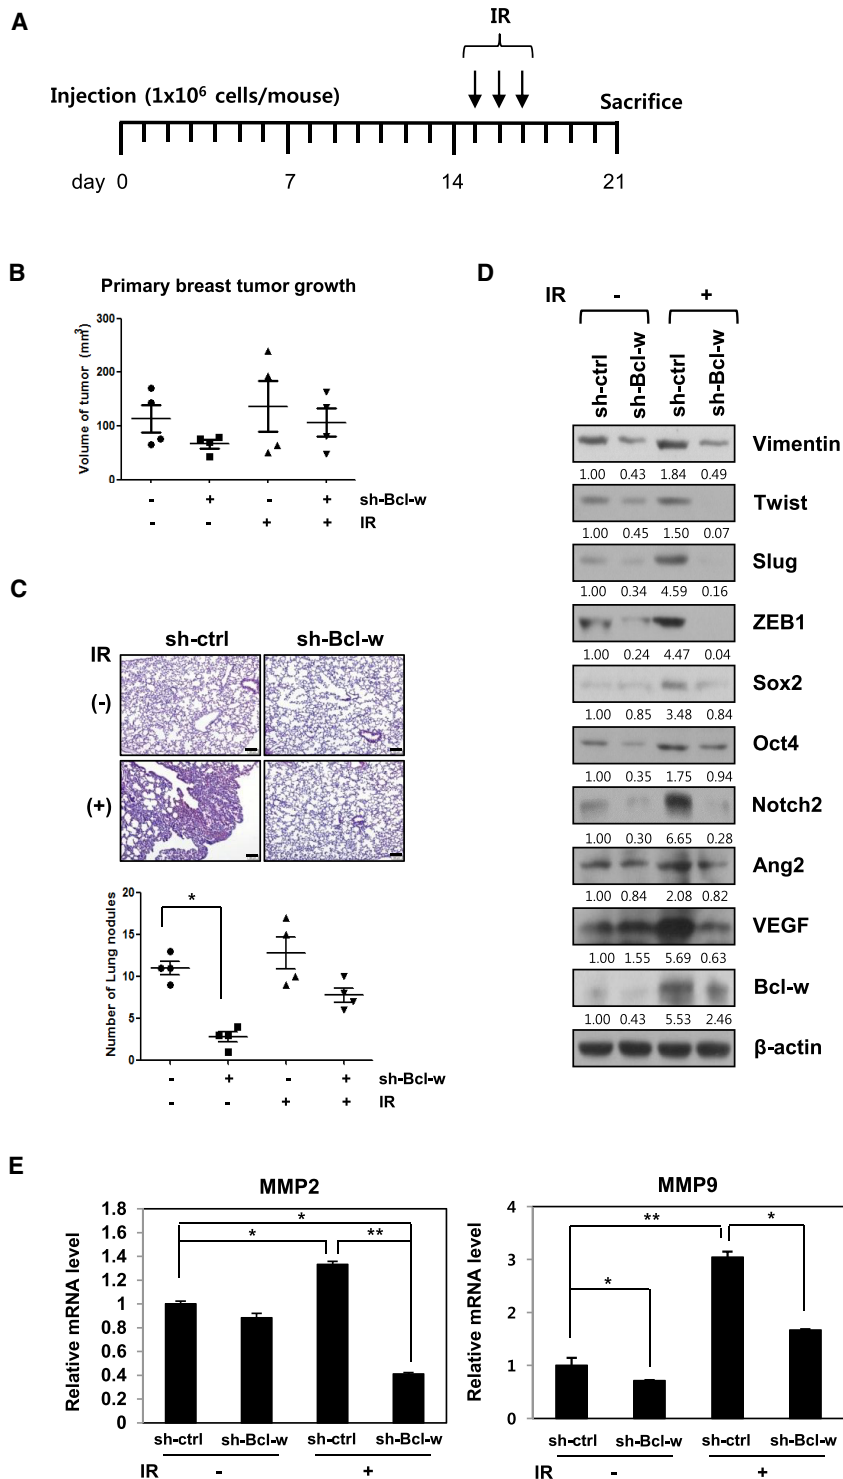 A
IR
Injection (1x10⁶ cells/mouse)
Sacrifice
day 0 7 14 21
B
Primary breast tumor growth
Volume of tumor (mm³)
300
200
100
0
- + - + sh-Bcl-w
- - + + IR
C
sh-ctrl sh-Bcl-w
IR
(-)
(+)
Number of Lung nodules
20
15
10
5
0
*
- + - + sh-Bcl-w
- - + + IR
D
IR - +
sh-ctrl sh-Bcl-w sh-ctrl sh-Bcl-w
Vimentin
1.00 0.43 1.84 0.49
Twist
1.00 0.45 1.50 0.07
Slug
1.00 0.34 4.59 0.16
ZEB1
1.00 0.24 4.47 0.04
Sox2
1.00 0.85 3.48 0.84
Oct4
1.00 0.35 1.75 0.94
Notch2
1.00 0.30 6.65 0.28
Ang2
1.00 0.84 2.08 0.82
VEGF
1.00 1.55 5.69 0.63
Bcl-w
1.00 0.43 5.53 2.46
β-actin
E
MMP2
Relative mRNA level
1.8
1.6
1.4
1.2
1
0.8
0.6
0.4
0.2
0
*
* **
sh-ctrl sh-Bcl-w sh-ctrl sh-Bcl-w
IR - +
MMP9
Relative mRNA level
4
3
2
1
0
** *
*
sh-ctrl sh-Bcl-w sh-ctrl sh-Bcl-w
IR - +